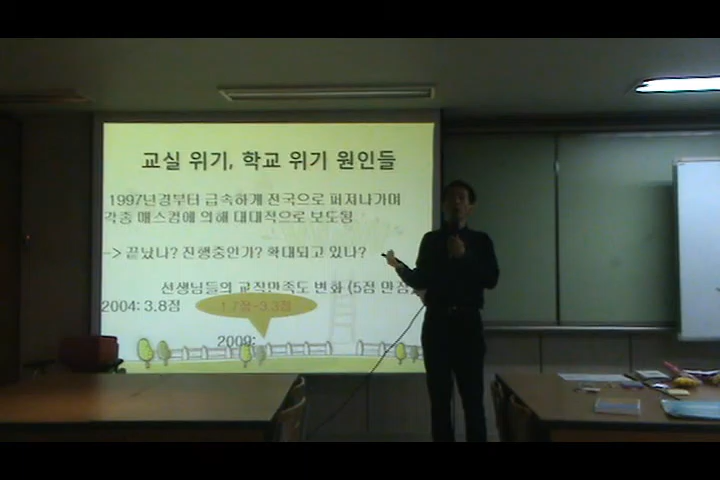 교실 위기, 학교 위기 원인들
1997년경부터 급속하게 전국으로 퍼져나가며
각종 매스컴에 의해 대대적으로 보도됨
-> 끝났나? 진행중인가? 확대되고 있나?
선생님들의 교직만족도 변화 (5점 만점)
2004: 3.8점
1.7점~3.3점
2009: